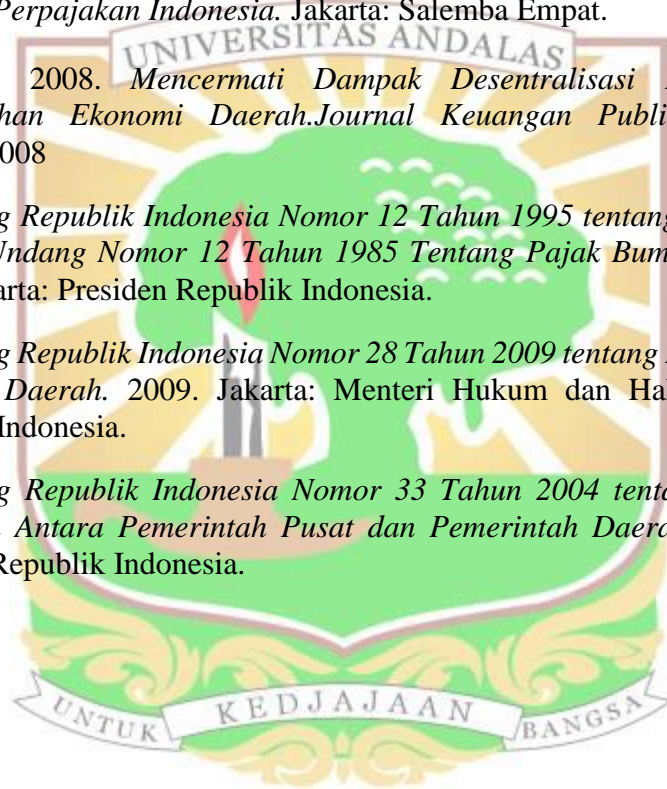 Perpajakan Indonesia. Jakarta: Salemba Empat.
UNIVERSITAS ANDALAS
2008. Mencermati Dampak Desentralisasi
han Ekonomi Daerah.Journal Keuangan Publi
008
g Republik Indonesia Nomor 12 Tahun 1995 tentang
Undang Nomor 12 Tahun 1985 Tentang Pajak Bum
arta: Presiden Republik Indonesia.
g Republik Indonesia Nomor 28 Tahun 2009 tentang
Daerah. 2009. Jakarta: Menteri Hukum dan Ha
Indonesia.
g Republik Indonesia Nomor 33 Tahun 2004 tenta
Antara Pemerintah Pusat dan Pemerintah Daera
Republik Indonesia.
UNTUK KEDJAJAAN BANGSA